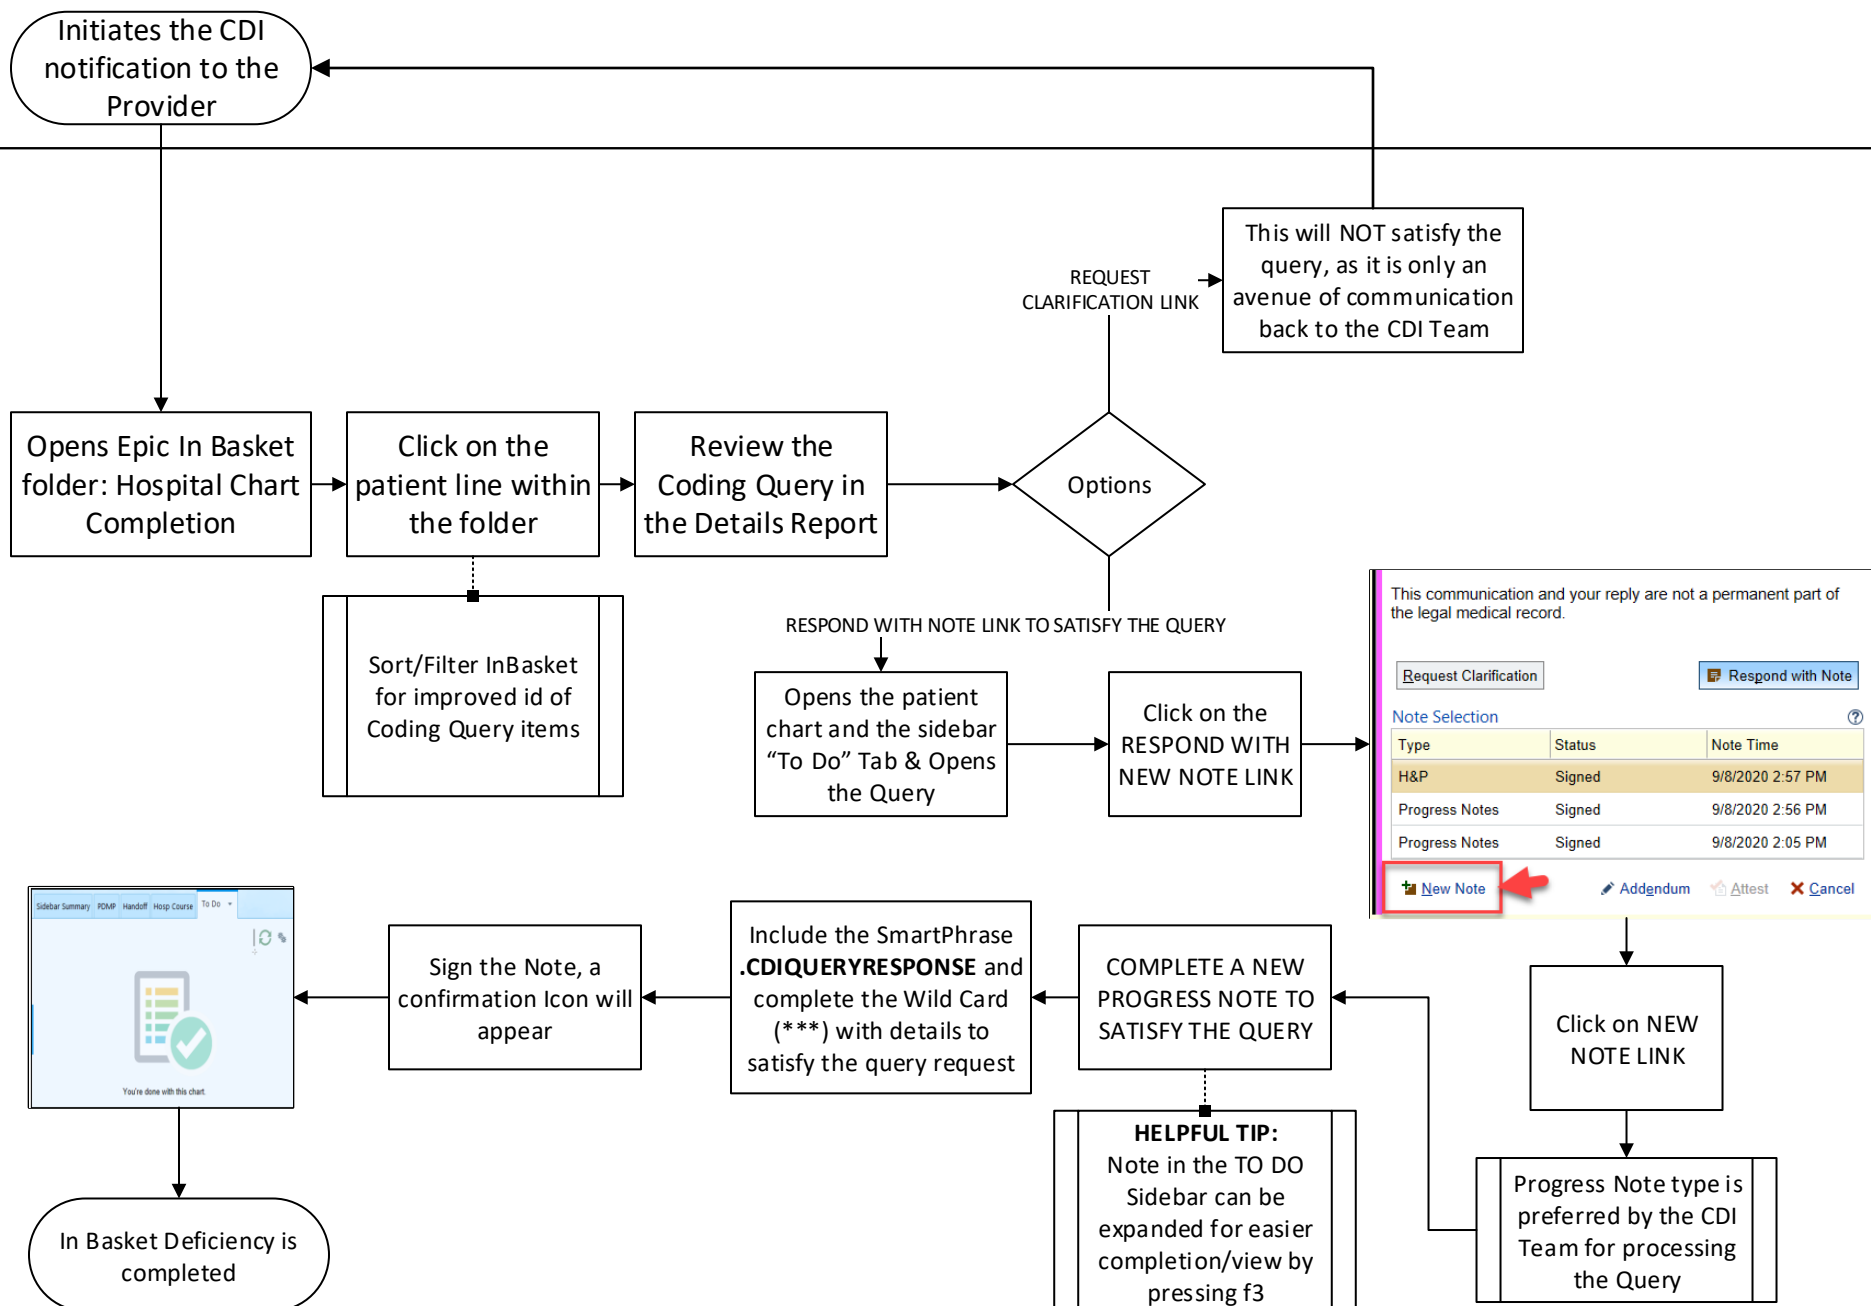 Initiates the CDI
notification to the
Provider
This will NOT satisfy the
query, as it is only an
avenue of communication
back to the CDI Team
REQUEST
CLARIFICATION LINK
Opens Epic In Basket
folder: Hospital Chart
Completion
Click on the
patient line within
the folder
Review the
Coding Query in
the Details Report
Options
Sort/Filter InBasket
for improved id of
Coding Query items
RESPOND WITH NOTE LINK TO SATISFY THE QUERY
Opens the patient
chart and the sidebar
“To Do” Tab & Opens
the Query
Click on the
RESPOND WITH
NEW NOTE LINK
This communication and your reply are not a permanent part of
the legal medical record.
Request Clarification
Respond with Note
Note Selection
Type Status Note Time
H&P Signed 9/8/2020 2:57 PM
Progress Notes Signed 9/8/2020 2:56 PM
Progress Notes Signed 9/8/2020 2:05 PM
New Note Addendum Attest Cancel
Click on NEW
NOTE LINK
Progress Note type is
preferred by the CDI
Team for processing
the Query
COMPLETE A NEW
PROGRESS NOTE TO
SATISFY THE QUERY
HELPFUL TIP:
Note in the TO DO
Sidebar can be
expanded for easier
completion/view by
pressing f3
Include the SmartPhrase
.CDIQUERYRESPONSE and
complete the Wild Card
(***) with details to
satisfy the query request
Sign the Note, a
confirmation Icon will
appear
Sidebar Summary PDMP Handoff Hosp Course To Do
You're done with this chart.
In Basket Deficiency is
completed